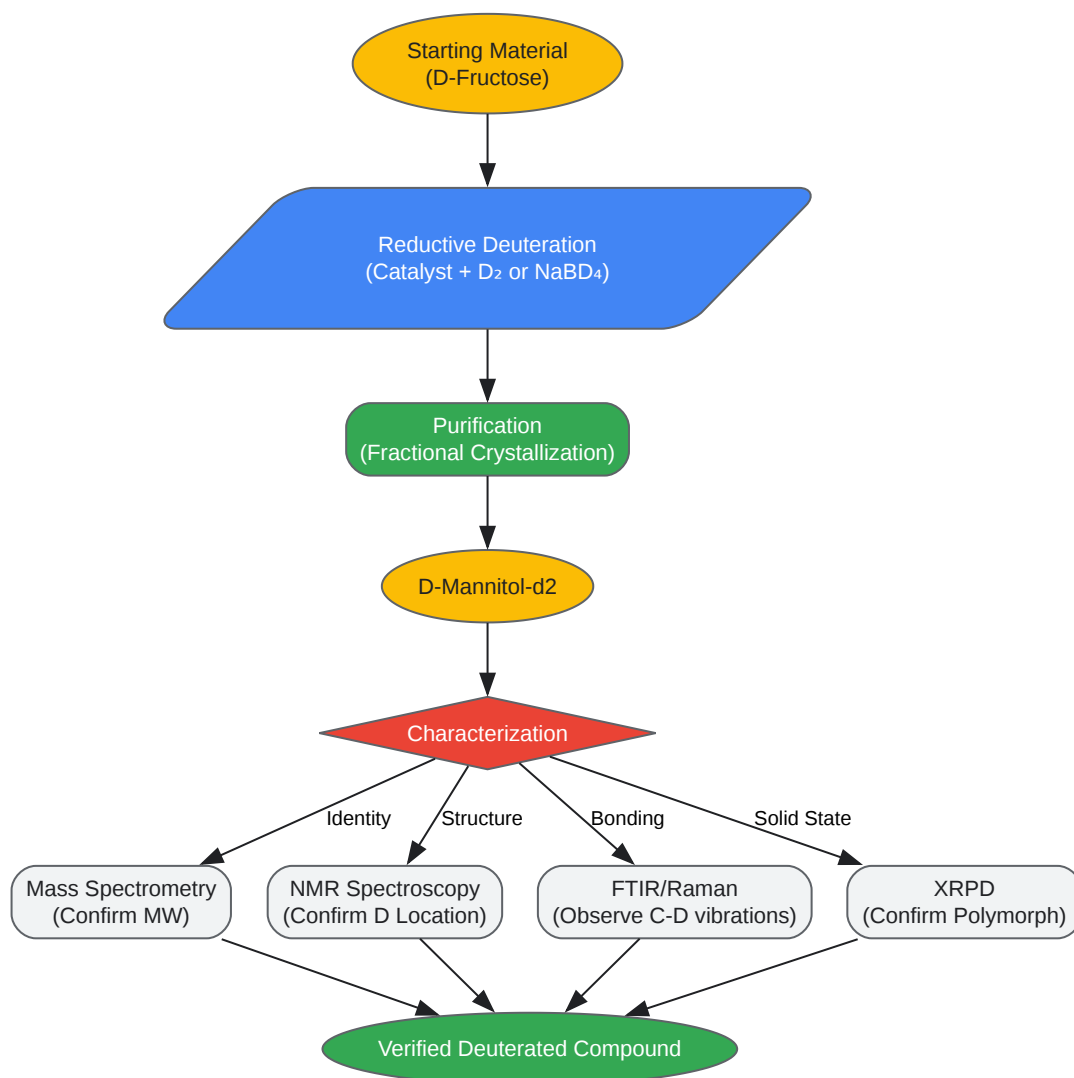 Starting Material
(D-Fructose)
Reductive Deuteration
(Catalyst + D₂ or NaBD₄)
Purification
(Fractional Crystallization)
D-Mannitol-d2
Characterization
Identity
Structure
Bonding
Solid State
Mass Spectrometry
(Confirm MW)
NMR Spectroscopy
(Confirm D Location)
FTIR/Raman
(Observe C-D vibrations)
XRPD
(Confirm Polymorph)
Verified Deuterated Compound